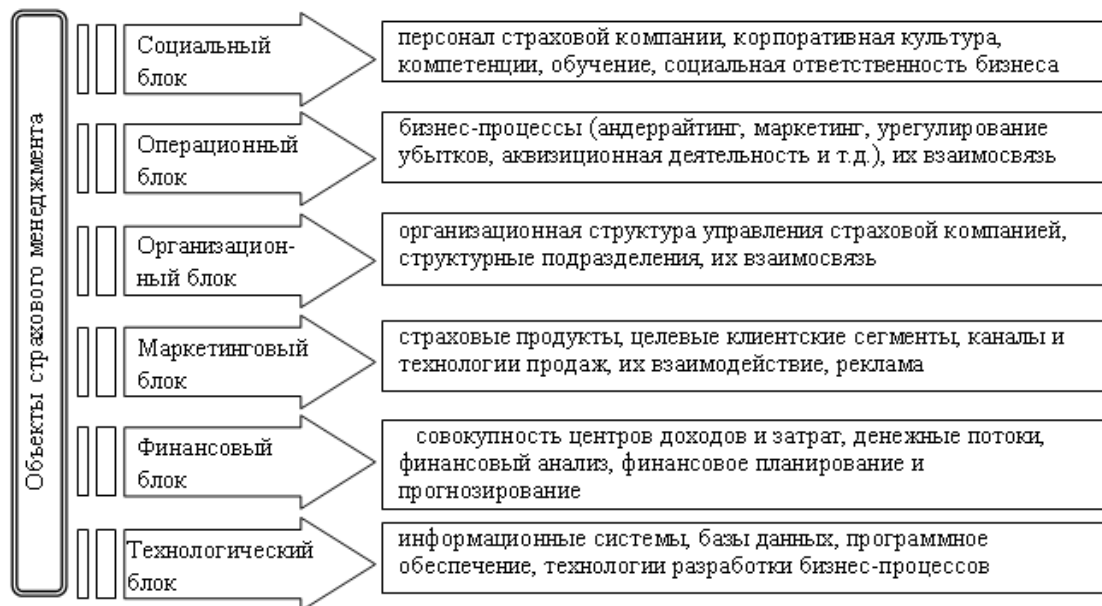 Объекты страхового менеджмента
Социальный
блок
персонал страховой компании, корпоративная культура,
компетенции, обучение, социальная ответственность бизнеса
Операционный
блок
бизнес-процессы (андеррайтинг, маркетинг, урегулирование
убытков, аквизиционная деятельность и т.д.), их взаимосвязь
Организацион-
ный блок
организационная структура управления страховой компанией,
структурные подразделения, их взаимосвязь
Маркетинговый
блок
страховые продукты, целевые клиентские сегменты, каналы и
технологии продаж, их взаимодействие, реклама
Финансовый
блок
совокупность центров доходов и затрат, денежные потоки,
финансовый анализ, финансовое планирование и
прогнозирование
Технологический
блок
информационные системы, базы данных, программное
обеспечение, технологии разработки бизнес-процессов